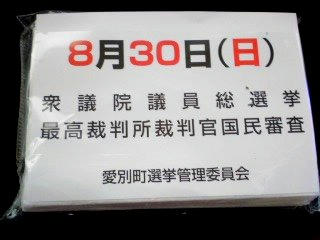 8月30日(日)
衆議院議員総選挙
最高裁判所裁判官国民審査
愛別町選挙管理委員会